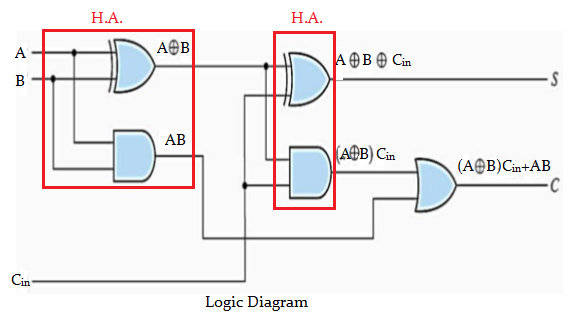 H.A.
H.A.
A
B
A⊕B
A ⊕ B ⊕ Cin
S
AB
(A⊕B) Cin
(A⊕B)Cin+AB
C
Cin
Logic Diagram